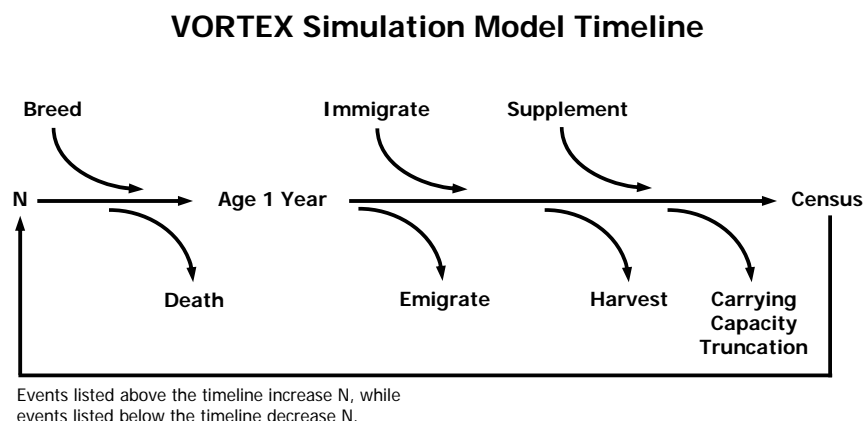 VORTEX Simulation Model Timeline
Breed
Immigrate
Supplement
N
Age 1 Year
Census
Death
Emigrate
Harvest
Carrying
Capacity
Truncation
Events listed above the timeline increase N, while
events listed below the timeline decrease N.